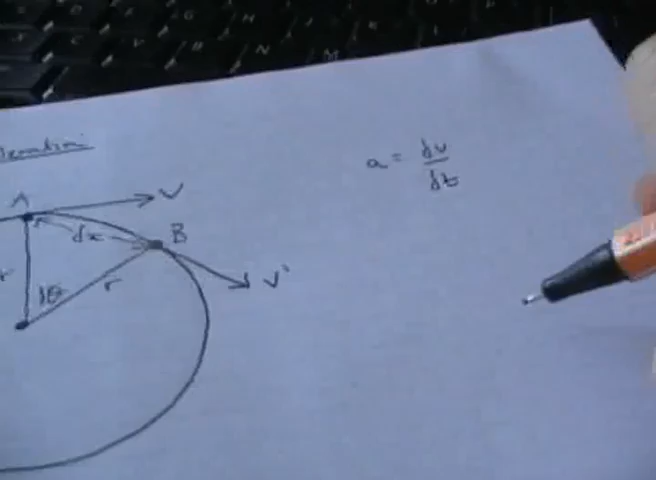 a = dv
dt
A
V
dx
B
r
dθ
r
V'